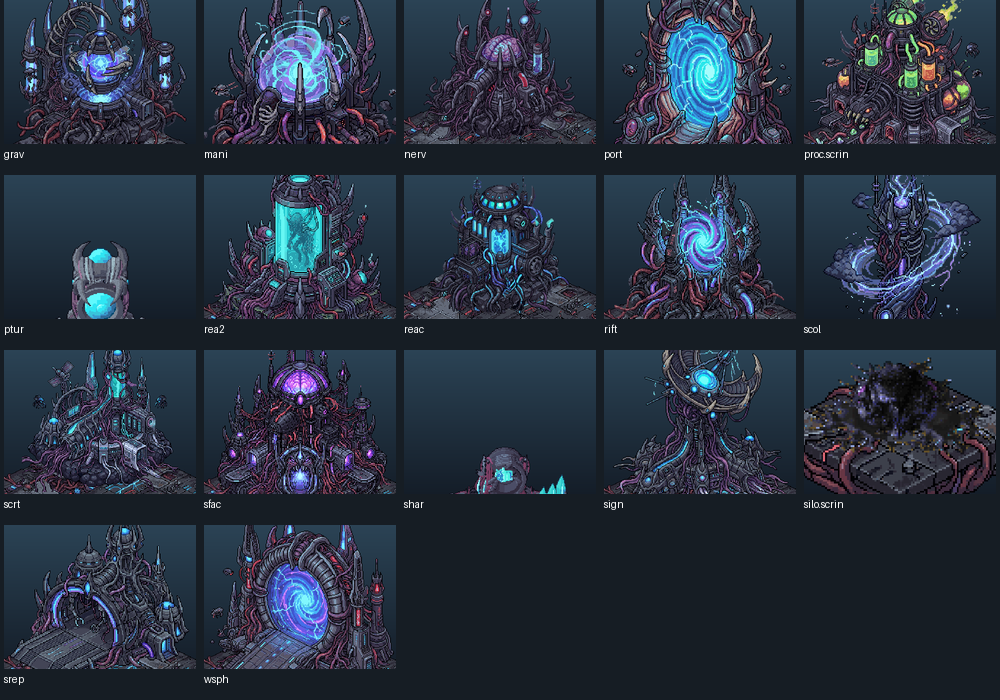 grav mani nerv port proc.scrin
ptur rea2 reac rift scol
scrt sfac shar sign silo.scrin
srep wsph